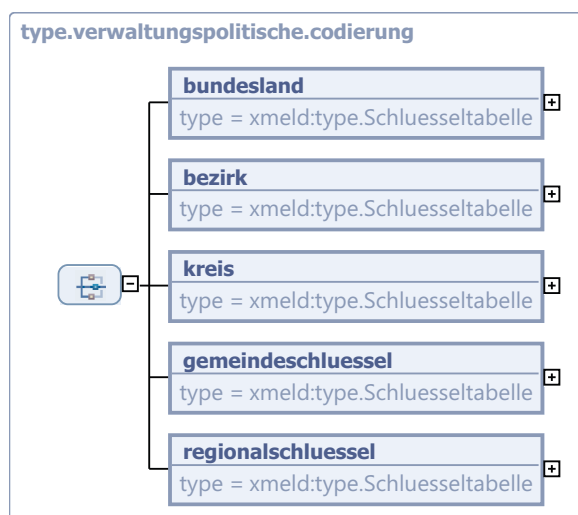 type.verwaltungspolitische.codierung
bundesland
type = xmeld:type.Schluesseltabelle
bezirk
type = xmeld:type.Schluesseltabelle
kreis
type = xmeld:type.Schluesseltabelle
gemeindeschluessel
type = xmeld:type.Schluesseltabelle
regionalschluessel
type = xmeld:type.Schluesseltabelle